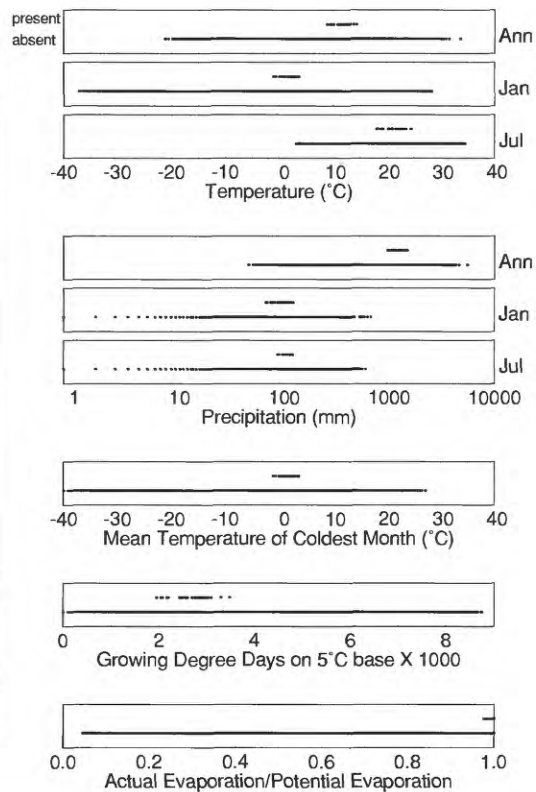 present
absent
Ann
Jan
Jul
-40 -30 -20 -10 0 10 20 30 40
Temperature (˚C)
Ann
Jan
Jul
1 10 100 1000 10000
Precipitation (mm)
-40 -30 -20 -10 0 10 20 30 40
Mean Temperature of Coldest Month (˚C)
0 2 4 6 8
Growing Degree Days on 5˚C base X 1000
0.0 0.2 0.4 0.6 0.8 1.0
Actual Evaporation/Potential Evaporation